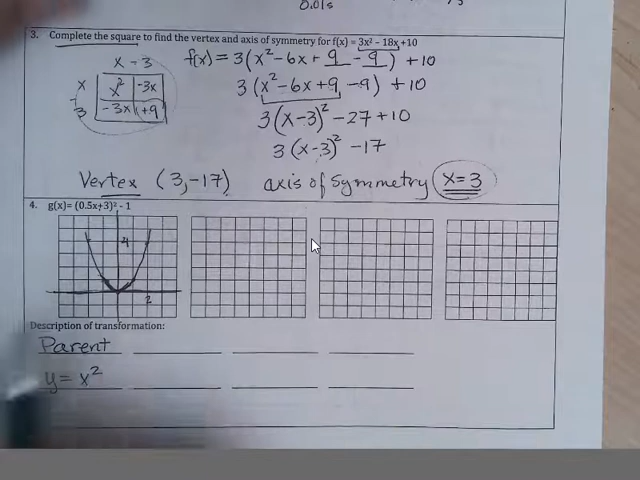 0.01s
3. Complete the square to find the vertex and axis of symmetry for f(x) = 3x² – 18x +10
x - 3
f(x) = 3(x² - 6x + 9 - 9) + 10
x x² -3x
-3 -3x +9
3(x² - 6x + 9 - 9) + 10
3(x-3)² - 27 + 10
3(x-3)² - 17
Vertex (3, -17) axis of symmetry x = 3
4. g(x)= (0.5x+3)² - 1
4
2
Description of transformation:
Parent
y = x²